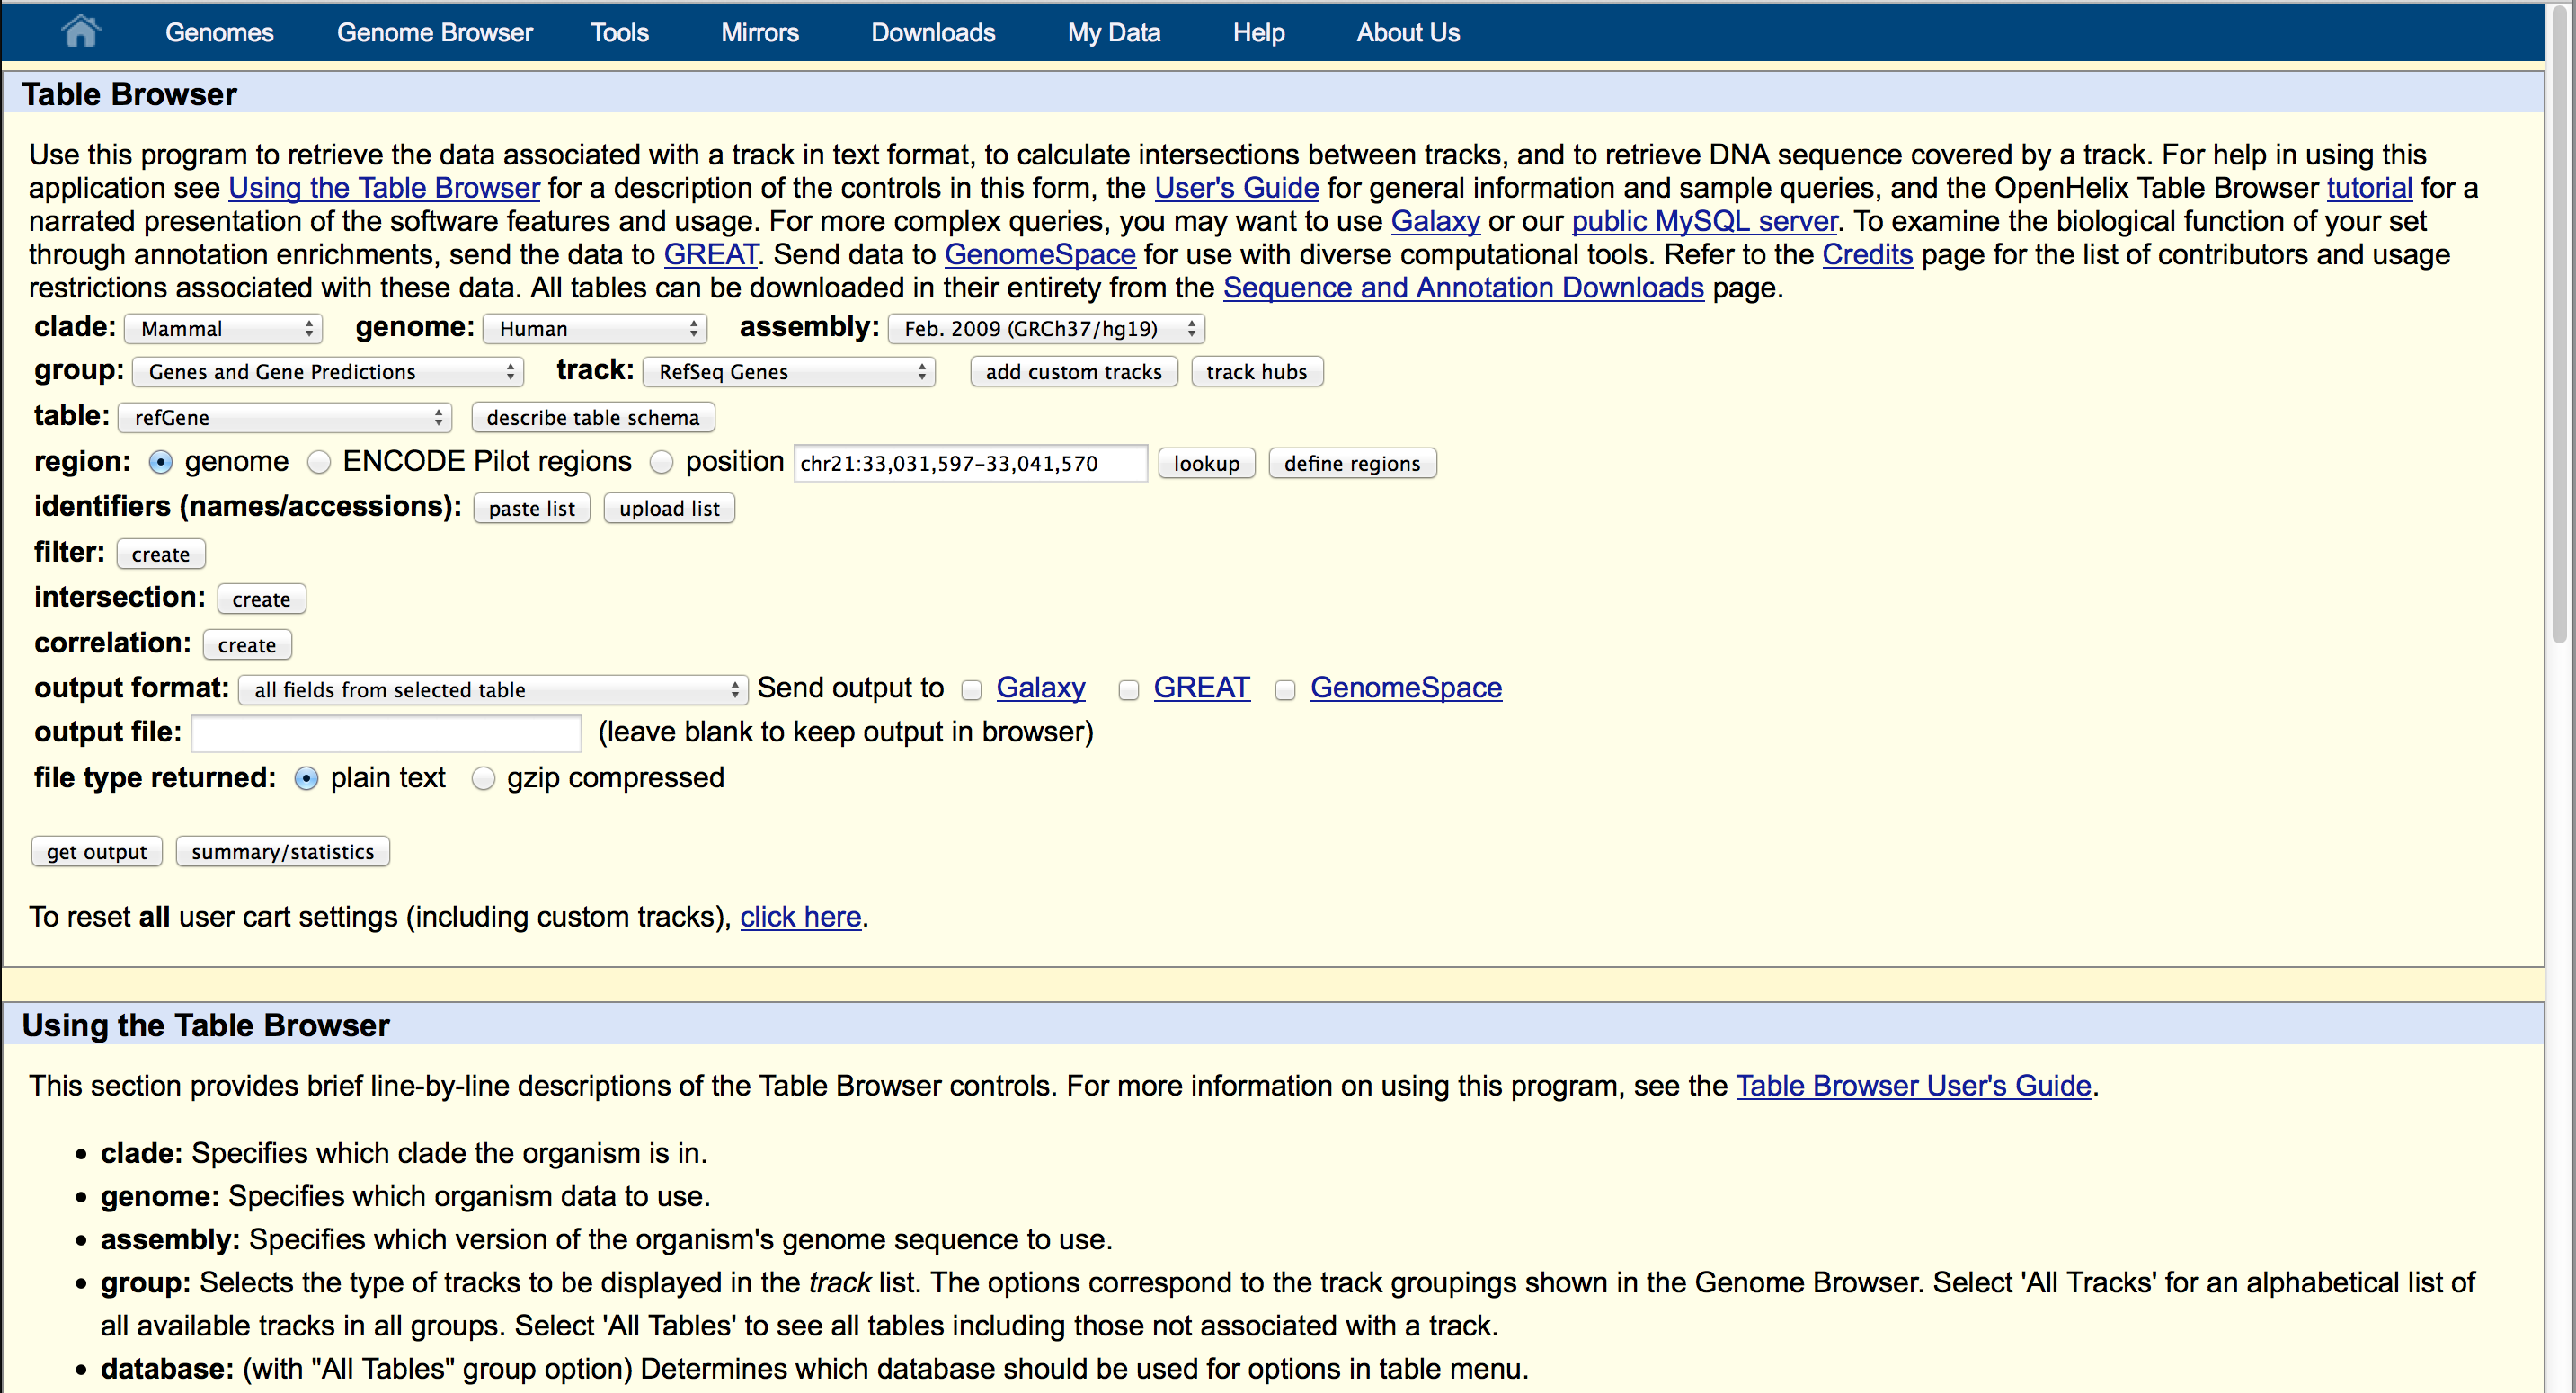 Genomes Genome Browser Tools Mirrors Downloads My Data Help About Us
Table Browser
Use this program to retrieve the data associated with a track in text format, to calculate intersections between tracks, and to retrieve DNA sequence covered by a track. For help in using this
application see Using the Table Browser for a description of the controls in this form, the User's Guide for general information and sample queries, and the OpenHelix Table Browser tutorial for a
narrated presentation of the software features and usage. For more complex queries, you may want to use Galaxy or our public MySQL server. To examine the biological function of your set
through annotation enrichments, send the data to GREAT. Send data to GenomeSpace for use with diverse computational tools. Refer to the Credits page for the list of contributors and usage
restrictions associated with these data. All tables can be downloaded in their entirety from the Sequence and Annotation Downloads page.
clade: Mammal genome: Human assembly: Feb. 2009 (GRCh37/hg19)
group: Genes and Gene Predictions track: RefSeq Genes add custom tracks track hubs
table: refGene describe table schema
region: genome ENCODE Pilot regions position chr21:33,031,597-33,041,570 lookup define regions
identifiers (names/accessions): paste list upload list
filter: create
intersection: create
correlation: create
output format: all fields from selected table Send output to Galaxy GREAT GenomeSpace
output file: (leave blank to keep output in browser)
file type returned: plain text gzip compressed
get output summary/statistics
To reset all user cart settings (including custom tracks), click here.
Using the Table Browser
This section provides brief line-by-line descriptions of the Table Browser controls. For more information on using this program, see the Table Browser User's Guide.
• clade: Specifies which clade the organism is in.
• genome: Specifies which organism data to use.
• assembly: Specifies which version of the organism's genome sequence to use.
• group: Selects the type of tracks to be displayed in the track list. The options correspond to the track groupings shown in the Genome Browser. Select 'All Tracks' for an alphabetical list of
all available tracks in all groups. Select 'All Tables' to see all tables including those not associated with a track.
• database: (with "All Tables" group option) Determines which database should be used for options in table menu.